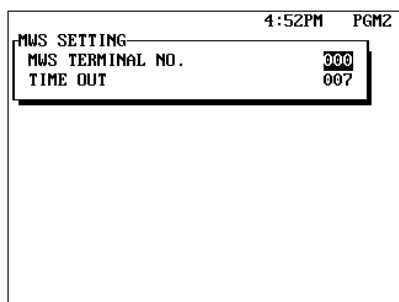 4:52PM PGM2
MWS SETTING
MWS TERMINAL NO. 000
TIME OUT 007